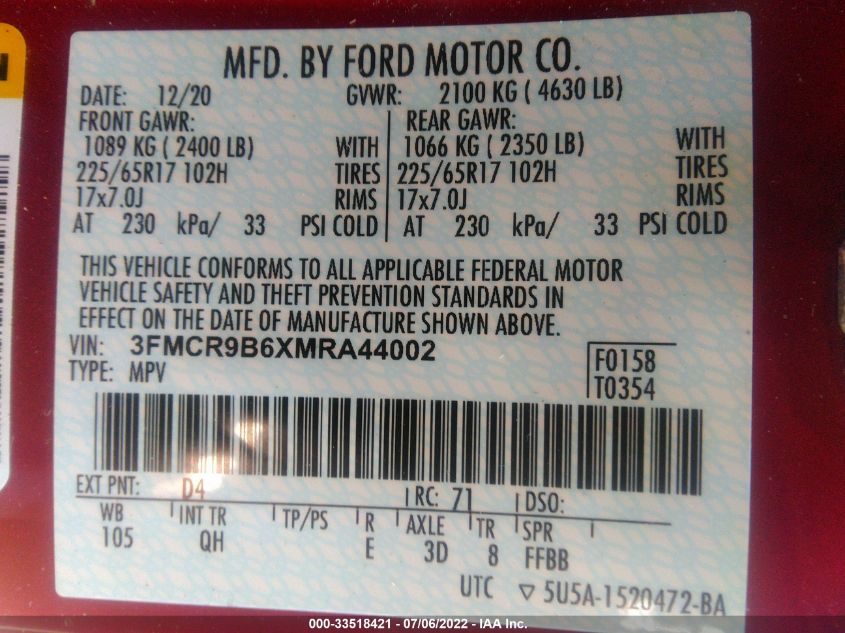 MFD. BY FORD MOTOR CO.
DATE: 12/20 GVWR: 2100 KG ( 4630 LB)
FRONT GAWR: REAR GAWR:
1089 KG ( 2400 LB) WITH 1066 KG ( 2350 LB) WITH
225/65R17 102H TIRES 225/65R17 102H TIRES
17x7.0J RIMS 17x7.0J RIMS
AT 230 kPa/ 33 PSI COLD AT 230 kPa/ 33 PSI COLD
THIS VEHICLE CONFORMS TO ALL APPLICABLE FEDERAL MOTOR
VEHICLE SAFETY AND THEFT PREVENTION STANDARDS IN
EFFECT ON THE DATE OF MANUFACTURE SHOWN ABOVE.
VIN: 3FMCR9B6XMRA44002 F0158
TYPE: MPV T0354
EXT PNT: D4 RC: 71 DSO:
WB INT TR TP/PS R AXLE TR SPR
105 QH E 3D 8 FFBB
UTC ▽ 5U5A-1520472-BA
000-33518421 - 07/06/2022 - IAA Inc.